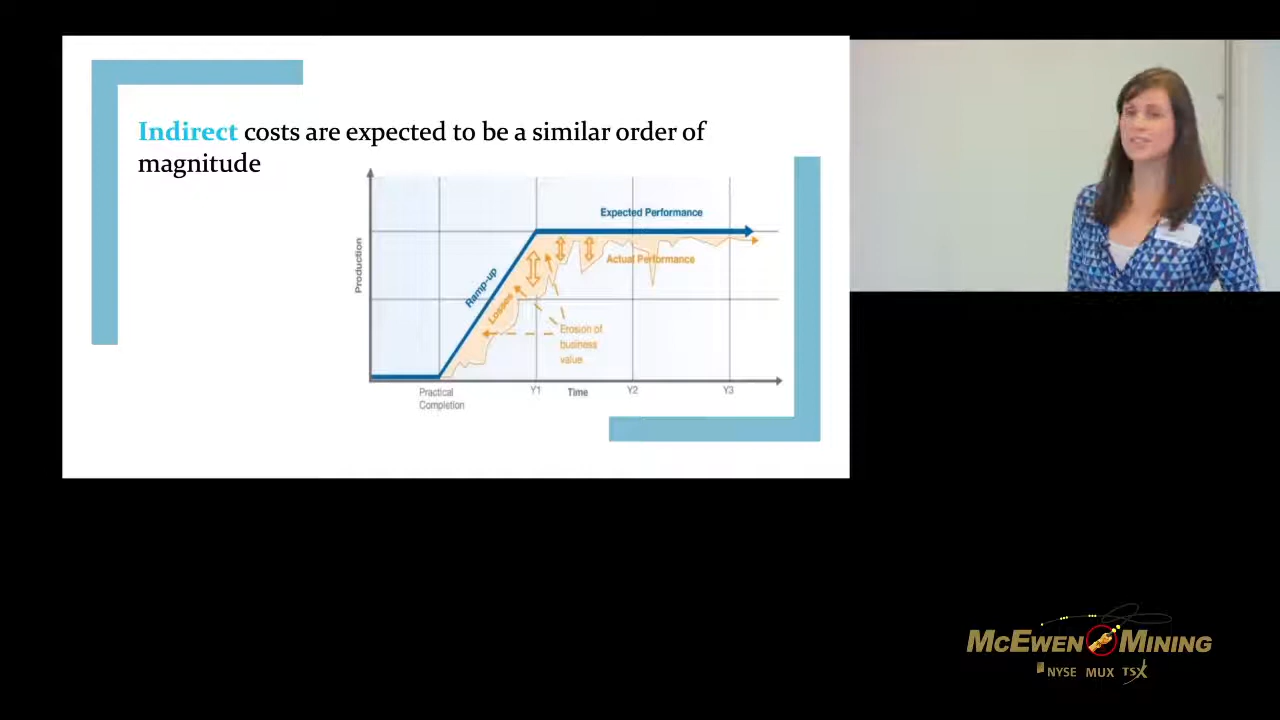 Indirect costs are expected to be a similar order of
magnitude
Production
Expected Performance
Actual Performance
Ramp-up
Losses
Erosion of
business
value
Practical
Completion
Y1
Time
Y2
Y3
McEwen Mining
NYSE MUX TSX